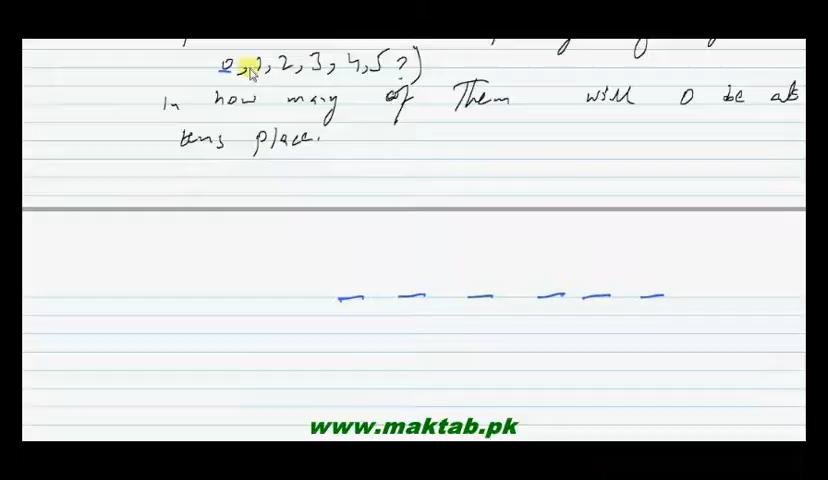 0, 1, 2, 3, 4, 5 ?)
In how many of Them will 0 be at
tens place.
www.maktab.pk